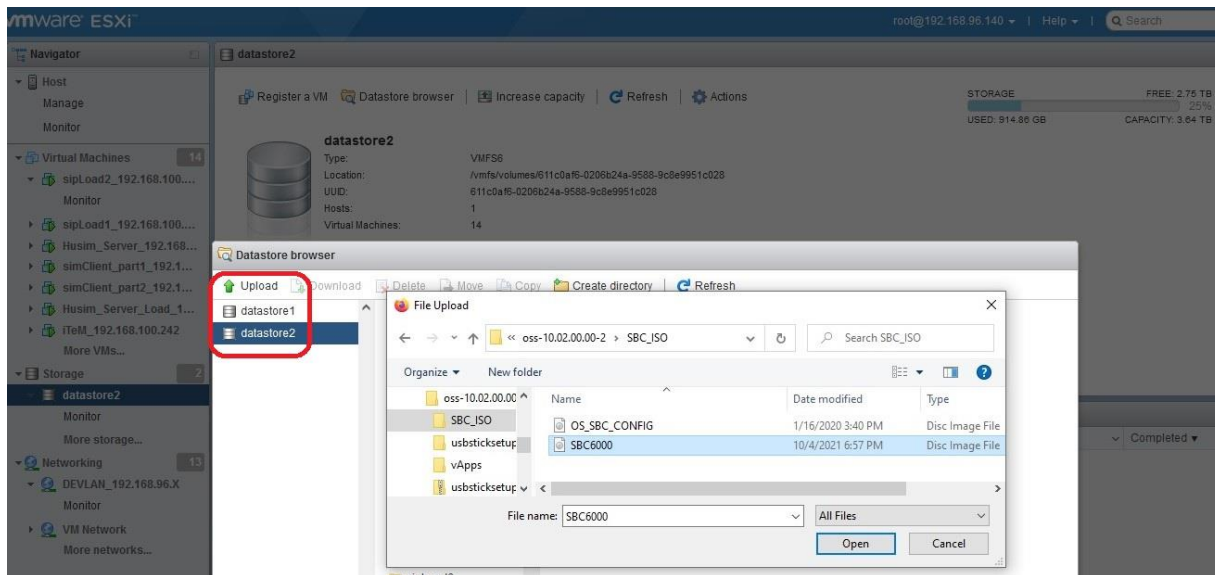 vmware ESXi
root@192.168.96.140 | Help | Search
Navigator
Host
Manage
Monitor
Virtual Machines 14
sipLoad2_192.168.100....
Monitor
sipLoad1_192.168.100....
Husim_Server_192.168...
simClient_part1_192.1...
simClient_part2_192.1...
Husim_Server_Load_1...
iTeM_192.168.100.242
More VMs...
Storage 2
datastore2
Monitor
More storage...
Networking 13
DEVLAN_192.168.96.X
Monitor
VM Network
More networks...
datastore2
Register a VM Datastore browser | Increase capacity | Refresh | Actions
STORAGE FREE: 2.75 TB
25%
USED: 914.86 GB CAPACITY: 3.64 TB
datastore2
Type: VMFS6
Location: /vmfs/volumes/611c0af6-0206b24a-9588-9c8e9951c028
UUID: 611c0af6-0206b24a-9588-9c8e9951c028
Hosts: 1
Virtual Machines: 14
Datastore browser
Upload Download Delete Move Copy Create directory | Refresh
datastore1
datastore2
File Upload
« oss-10.02.00.00-2 › SBC_ISO
Search SBC_ISO
Organize New folder
oss-10.02.00.00
SBC_ISO
usbsticksetup
vApps
usbsticksetup
Name Date modified Type
OS_SBC_CONFIG 1/16/2020 3:40 PM Disc Image File
SBC6000 10/4/2021 6:57 PM Disc Image File
File name: SBC6000 All Files
Open Cancel
Completed